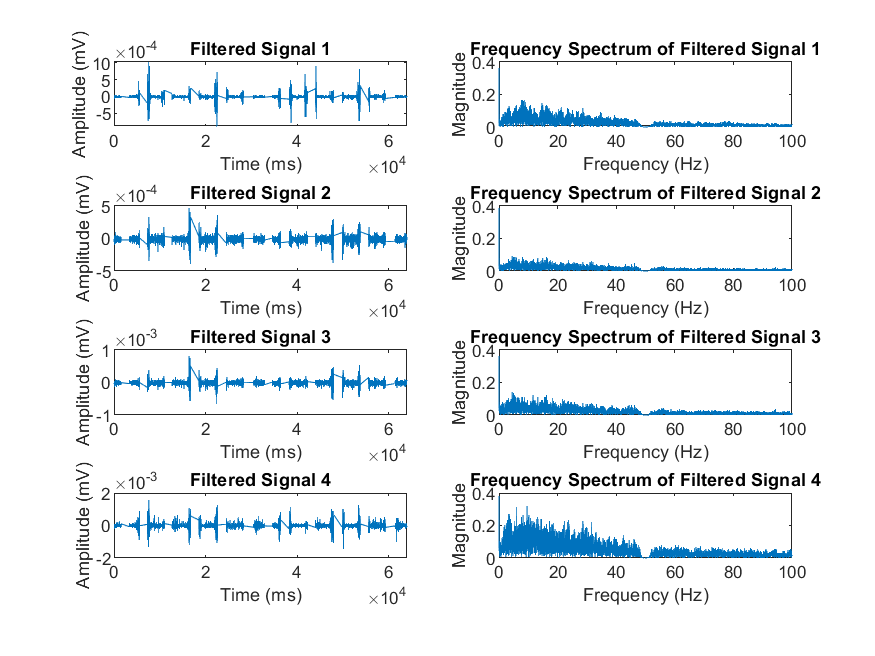 Filtered Signal 1
×10⁻⁴
Amplitude (mV)
10
5
0
-5
0 2 4 6
Time (ms)
×10⁴
Frequency Spectrum of Filtered Signal 1
Magnitude
0.4
0.2
0
0 20 40 60 80 100
Frequency (Hz)
Filtered Signal 2
×10⁻⁴
Amplitude (mV)
5
0
-5
0 2 4 6
Time (ms)
×10⁴
Frequency Spectrum of Filtered Signal 2
Magnitude
0.4
0.2
0
0 20 40 60 80 100
Frequency (Hz)
Filtered Signal 3
×10⁻³
Amplitude (mV)
1
0
-1
0 2 4 6
Time (ms)
×10⁴
Frequency Spectrum of Filtered Signal 3
Magnitude
0.4
0.2
0
0 20 40 60 80 100
Frequency (Hz)
Filtered Signal 4
×10⁻³
Amplitude (mV)
2
0
-2
0 2 4 6
Time (ms)
×10⁴
Frequency Spectrum of Filtered Signal 4
Magnitude
0.4
0.2
0
0 20 40 60 80 100
Frequency (Hz)